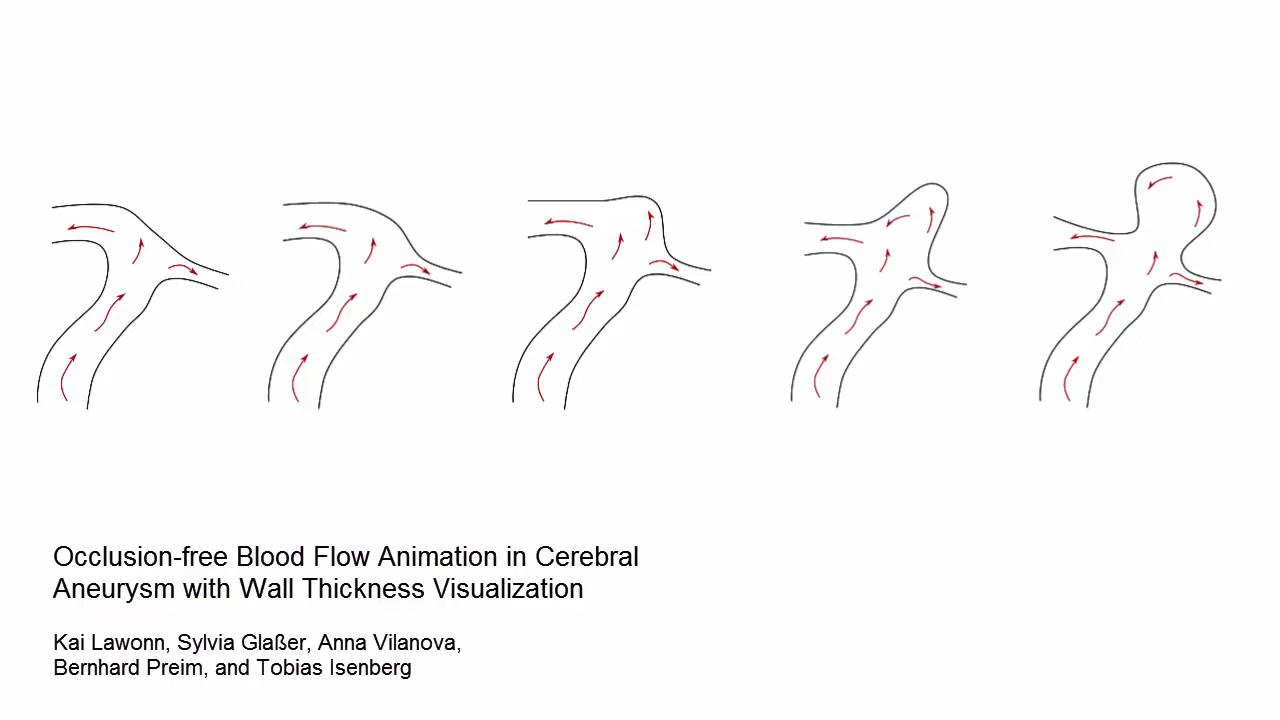 Occlusion-free Blood Flow Animation in Cerebral
Aneurysm with Wall Thickness Visualization
Kai Lawonn, Sylvia Glaßer, Anna Vilanova,
Bernhard Preim, and Tobias Isenberg